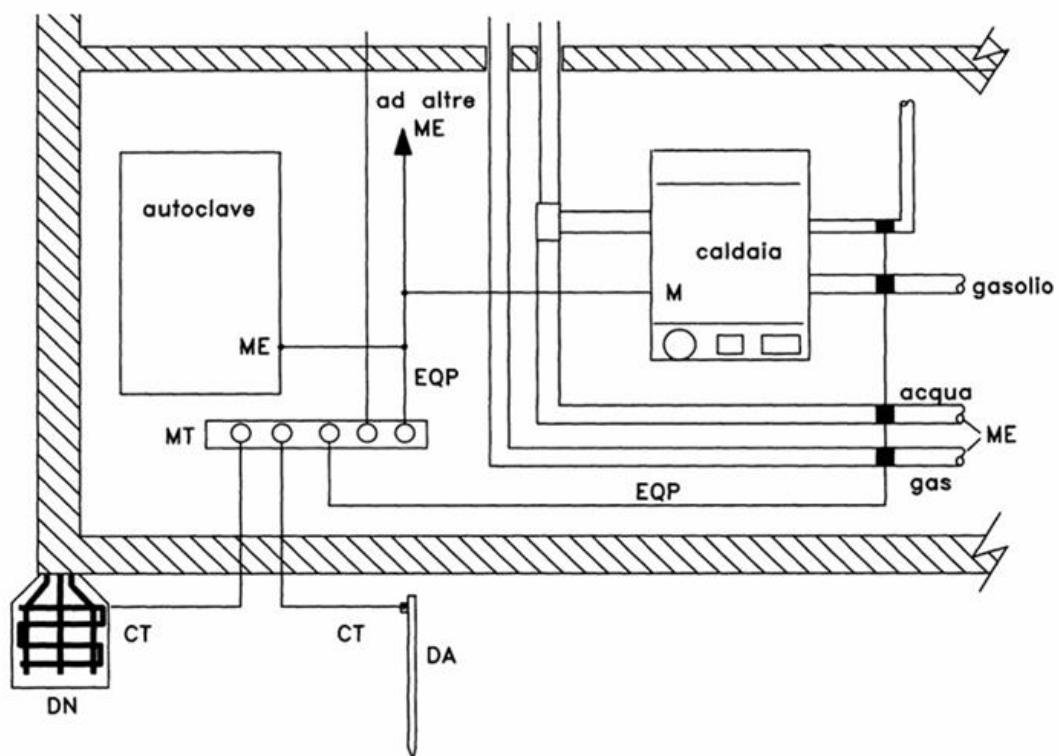 ad altre
ME
autoclave
caldaia
M
gasolio
ME
EQP
acqua
MT
ME
gas
EQP
CT
CT
DA
DN